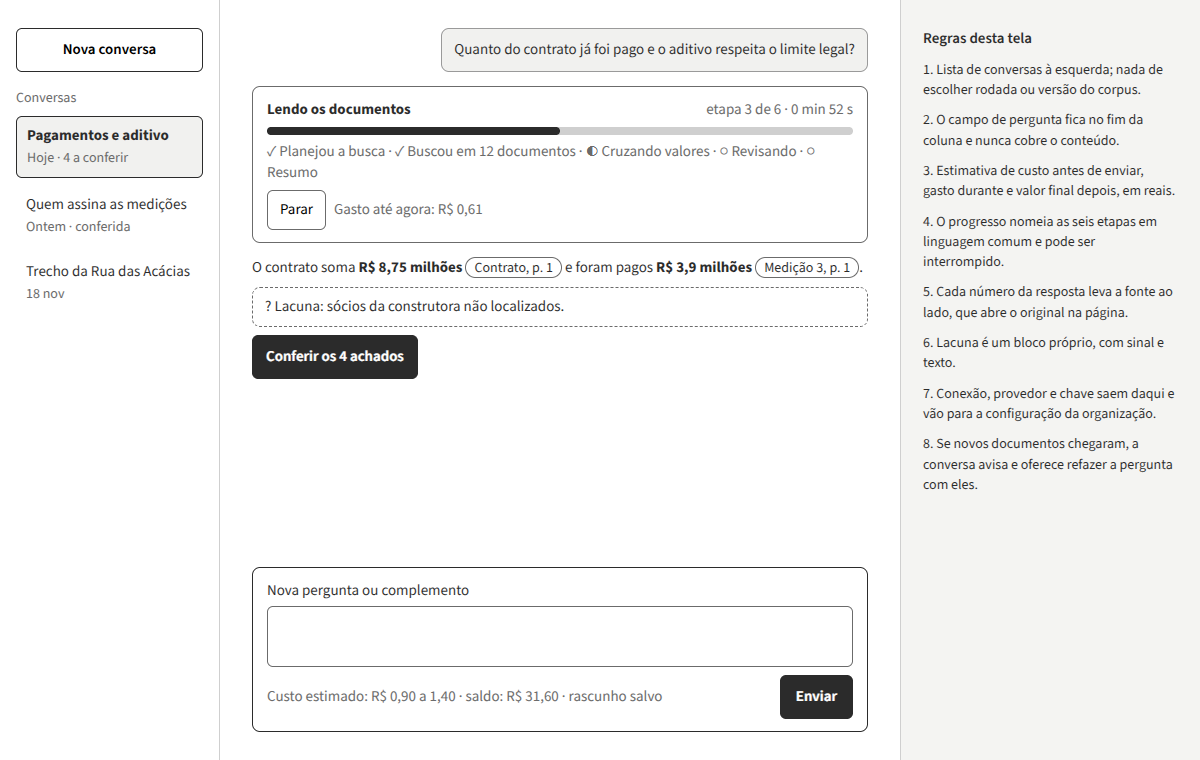 Nova conversa
Conversas
Pagamentos e aditivo
Hoje · 4 a conferir
Quem assina as medições
Ontem · conferida
Trecho da Rua das Acácias
18 nov
Quanto do contrato já foi pago e o aditivo respeita o limite legal?
Lendo os documentos
etapa 3 de 6 · 0 min 52 s
✓ Planejou a busca · ✓ Buscou em 12 documentos · ◐ Cruzando valores · ○ Revisando · ○
Resumo
Parar
Gasto até agora: R$ 0,61
O contrato soma R$ 8,75 milhões Contrato, p. 1 e foram pagos R$ 3,9 milhões Medição 3, p. 1 .
? Lacuna: sócios da construtora não localizados.
Conferir os 4 achados
Nova pergunta ou complemento
Custo estimado: R$ 0,90 a 1,40 · saldo: R$ 31,60 · rascunho salvo
Enviar
Regras desta tela
1. Lista de conversas à esquerda; nada de
escolher rodada ou versão do corpus.
2. O campo de pergunta fica no fim da
coluna e nunca cobre o conteúdo.
3. Estimativa de custo antes de enviar,
gasto durante e valor final depois, em reais.
4. O progresso nomeia as seis etapas em
linguagem comum e pode ser
interrompido.
5. Cada número da resposta leva a fonte ao
lado, que abre o original na página.
6. Lacuna é um bloco próprio, com sinal e
texto.
7. Conexão, provedor e chave saem daqui e
vão para a configuração da organização.
8. Se novos documentos chegaram, a
conversa avisa e oferece refazer a pergunta
com eles.